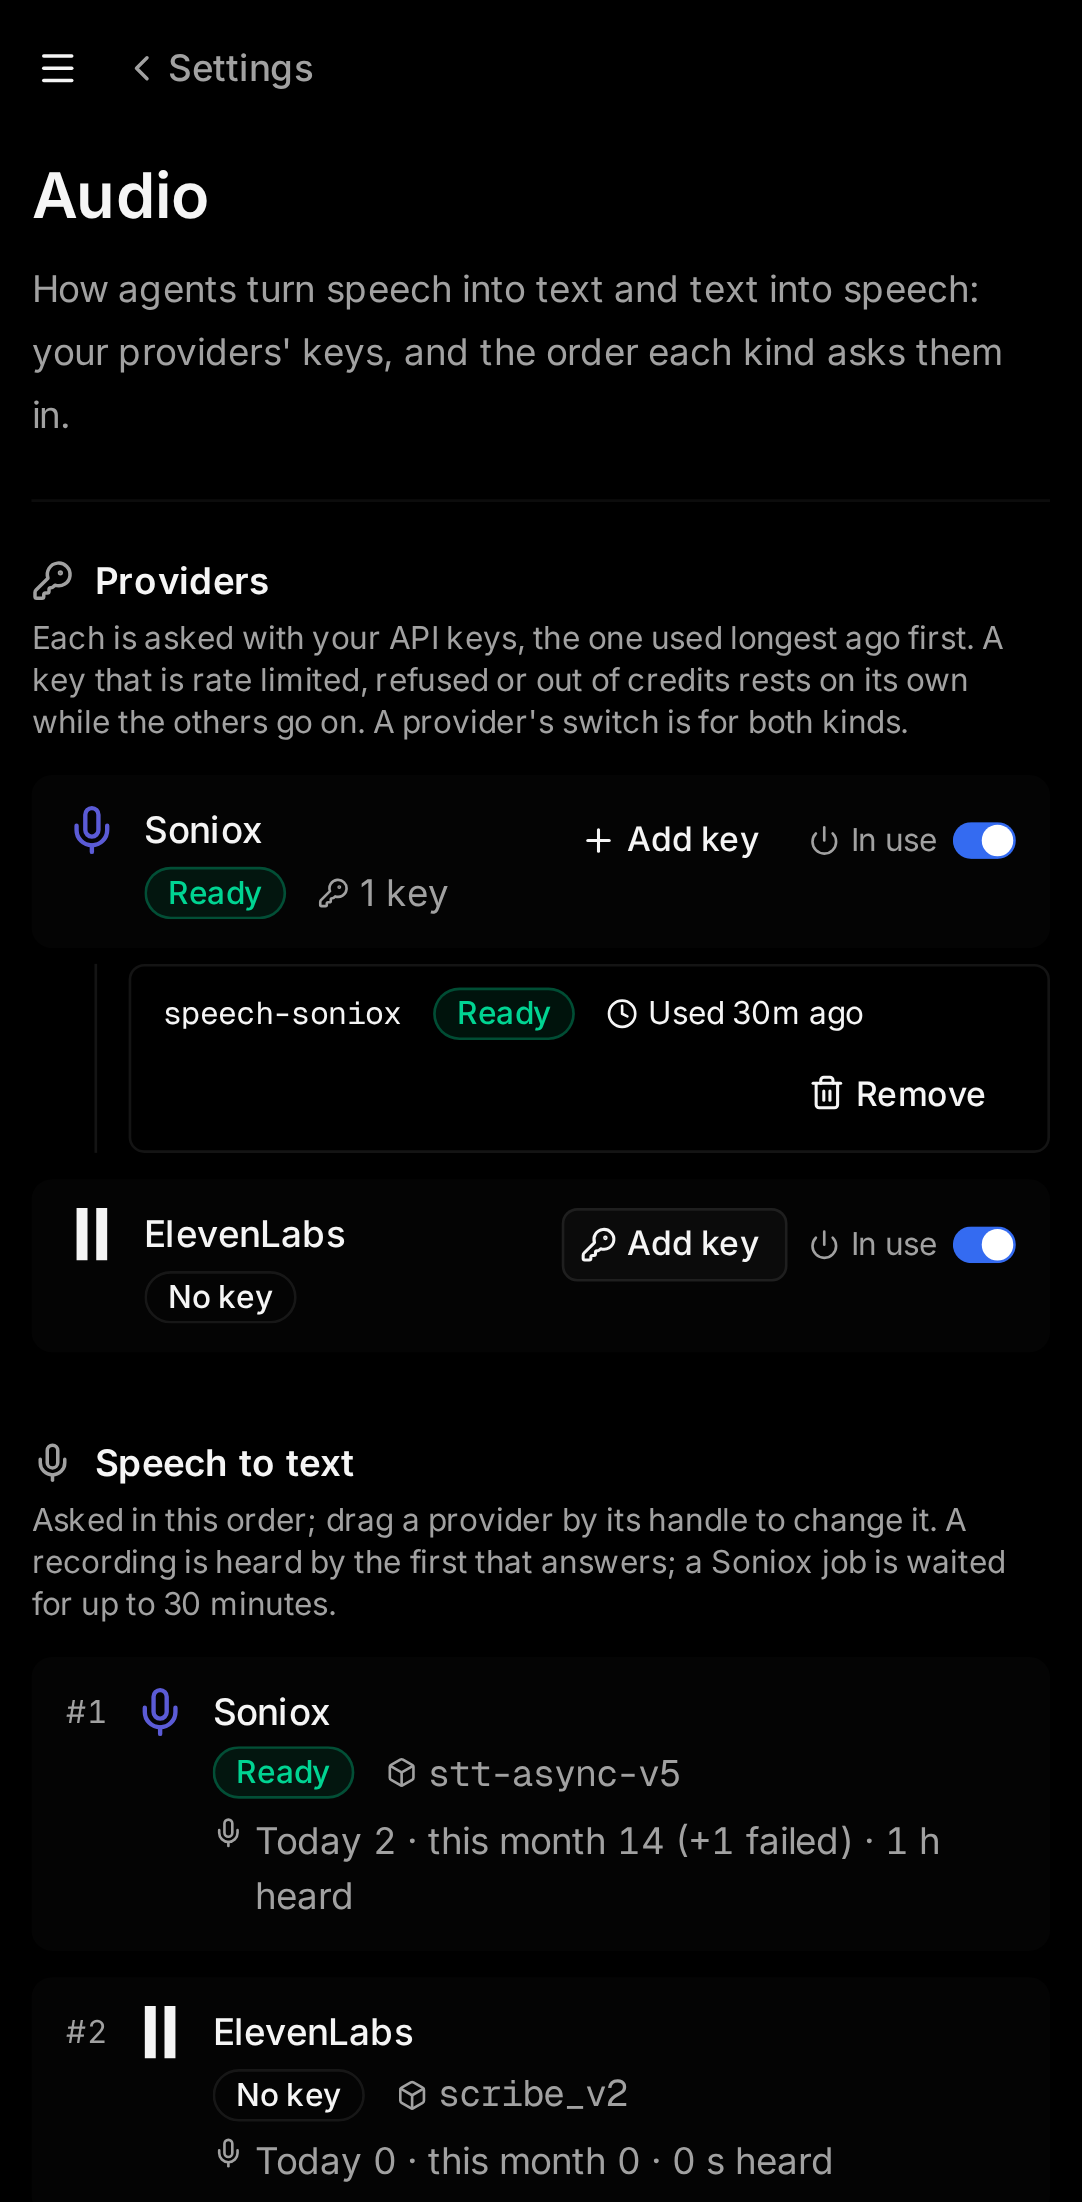 Settings
Audio
How agents turn speech into text and text into speech:
your providers' keys, and the order each kind asks them
in.
Providers
Each is asked with your API keys, the one used longest ago first. A
key that is rate limited, refused or out of credits rests on its own
while the others go on. A provider's switch is for both kinds.
Soniox
Add key
In use
Ready
1 key
speech-soniox
Ready
Used 30m ago
Remove
ElevenLabs
Add key
In use
No key
Speech to text
Asked in this order; drag a provider by its handle to change it. A
recording is heard by the first that answers; a Soniox job is waited
for up to 30 minutes.
#1 Soniox
Ready
stt-async-v5
Today 2 · this month 14 (+1 failed) · 1 h
heard
#2 ElevenLabs
No key
scribe_v2
Today 0 · this month 0 · 0 s heard